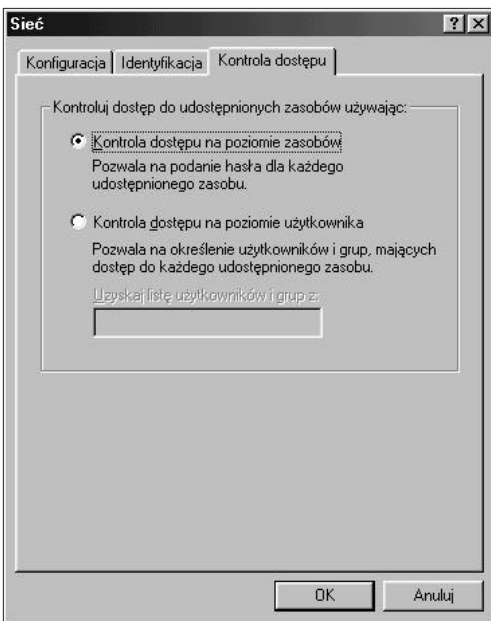 Sieć
Konfiguracja Identyfikacja Kontrola dostępu
Kontroluj dostęp do udostępnionych zasobów używając:
Kontrola dostępu na poziomie zasobów
Pozwala na podanie hasła dla każdego
udostępnionego zasobu.
Kontrola dostępu na poziomie użytkownika
Pozwala na określenie użytkowników i grup, mających
dostęp do każdego udostępnionego zasobu.
Uzyskaj listę użytkowników i grup z:
OK Anuluj